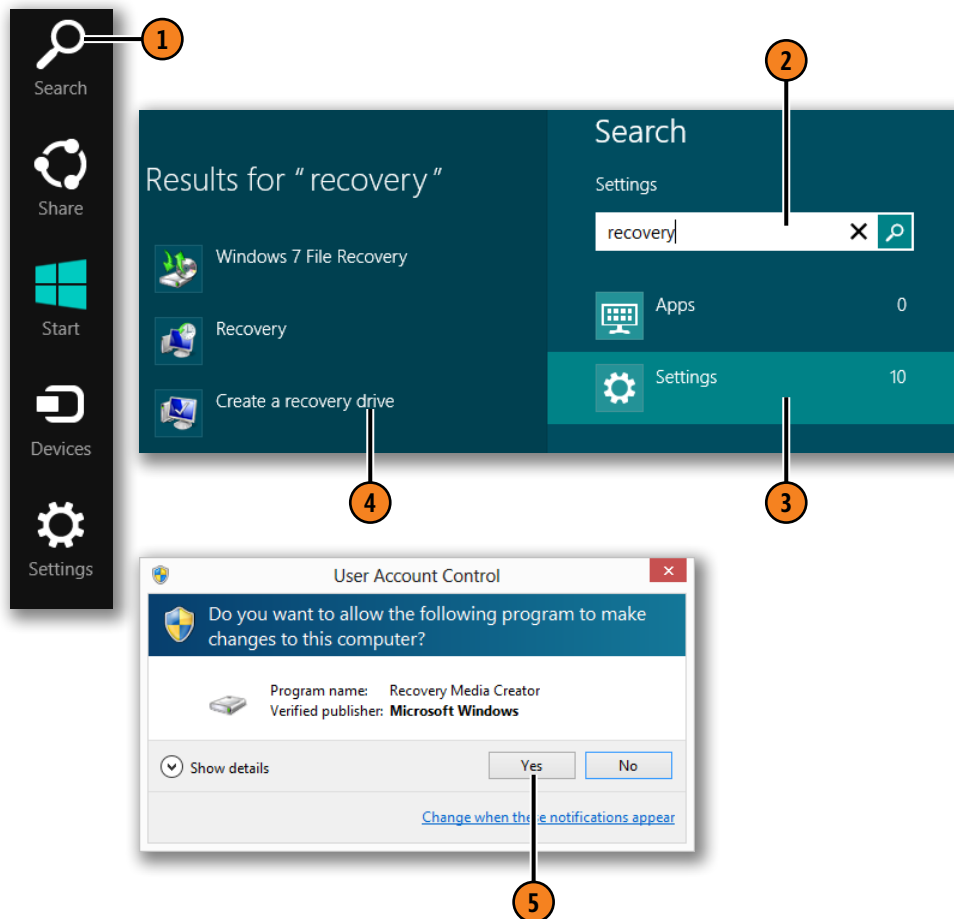 Search
Share
Start
Devices
Settings
1
2
Results for "recovery"
Windows 7 File Recovery
Recovery
Create a recovery drive
Search
Settings
recovery
Apps 0
Settings 10
4
3
User Account Control
Do you want to allow the following program to make
changes to this computer?
Program name: Recovery Media Creator
Verified publisher: Microsoft Windows
Show details
Yes
No
Change when these notifications appear
5